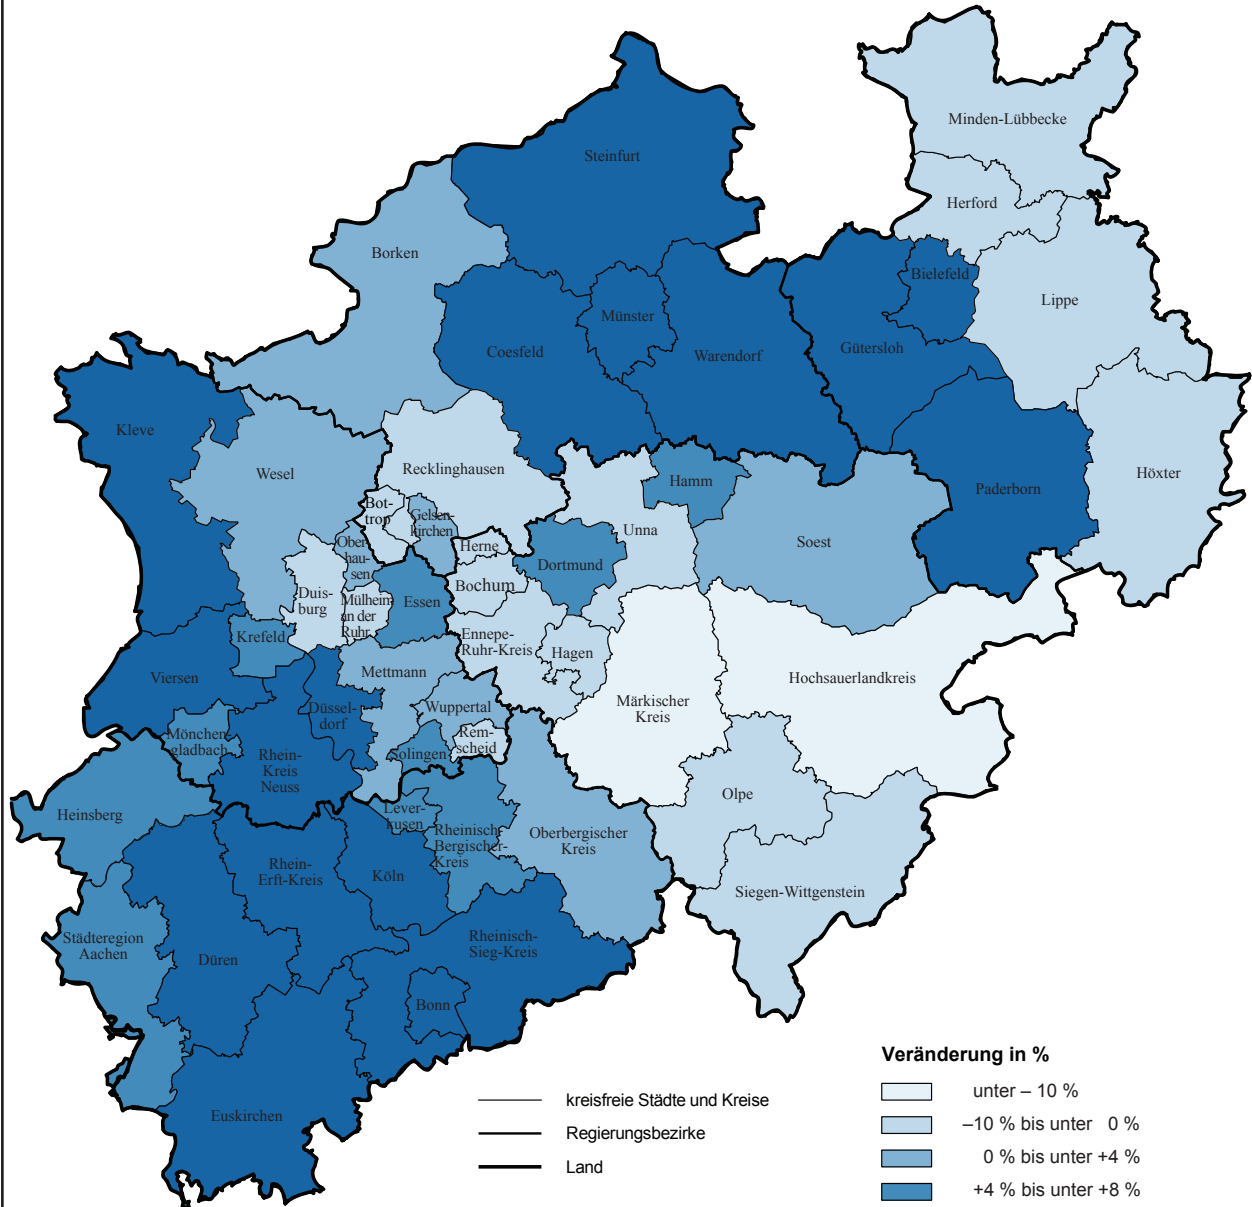 Minden-Lübbecke
Steinfurt
Herford
Borken
Bielefeld
Lippe
Münster
Coesfeld
Warendorf
Gütersloh
Kleve
Wesel
Recklinghausen
Hamm
Höxter
Paderborn
Bot-
trop
Gelsen-
kirchen
Unna
Soest
Ober-
hau-
sen
Herne
Dortmund
Bochum
Duis-
burg
Mülheim
an der
Ruhr
Essen
Krefeld
Ennepe-
Ruhr-Kreis
Hagen
Viersen
Mettmann
Hochsauerlandkreis
Märkischer
Kreis
Düssel-
dorf
Wuppertal
Mönchen-
gladbach
Rem-
scheid
Solingen
Rhein-
Kreis
Neuss
Heinsberg
Lever-
kusen
Olpe
Rheinisch-
Bergischer-
Kreis
Oberbergischer
Kreis
Rhein-
Erft-Kreis
Köln
Siegen-Wittgenstein
Städteregion
Aachen
Düren
Rheinisch-
Sieg-Kreis
Bonn
Euskirchen
kreisfreie Städte und Kreise
Regierungsbezirke
Land
Veränderung in %
unter – 10 %
–10 % bis unter 0 %
0 % bis unter +4 %
+4 % bis unter +8 %